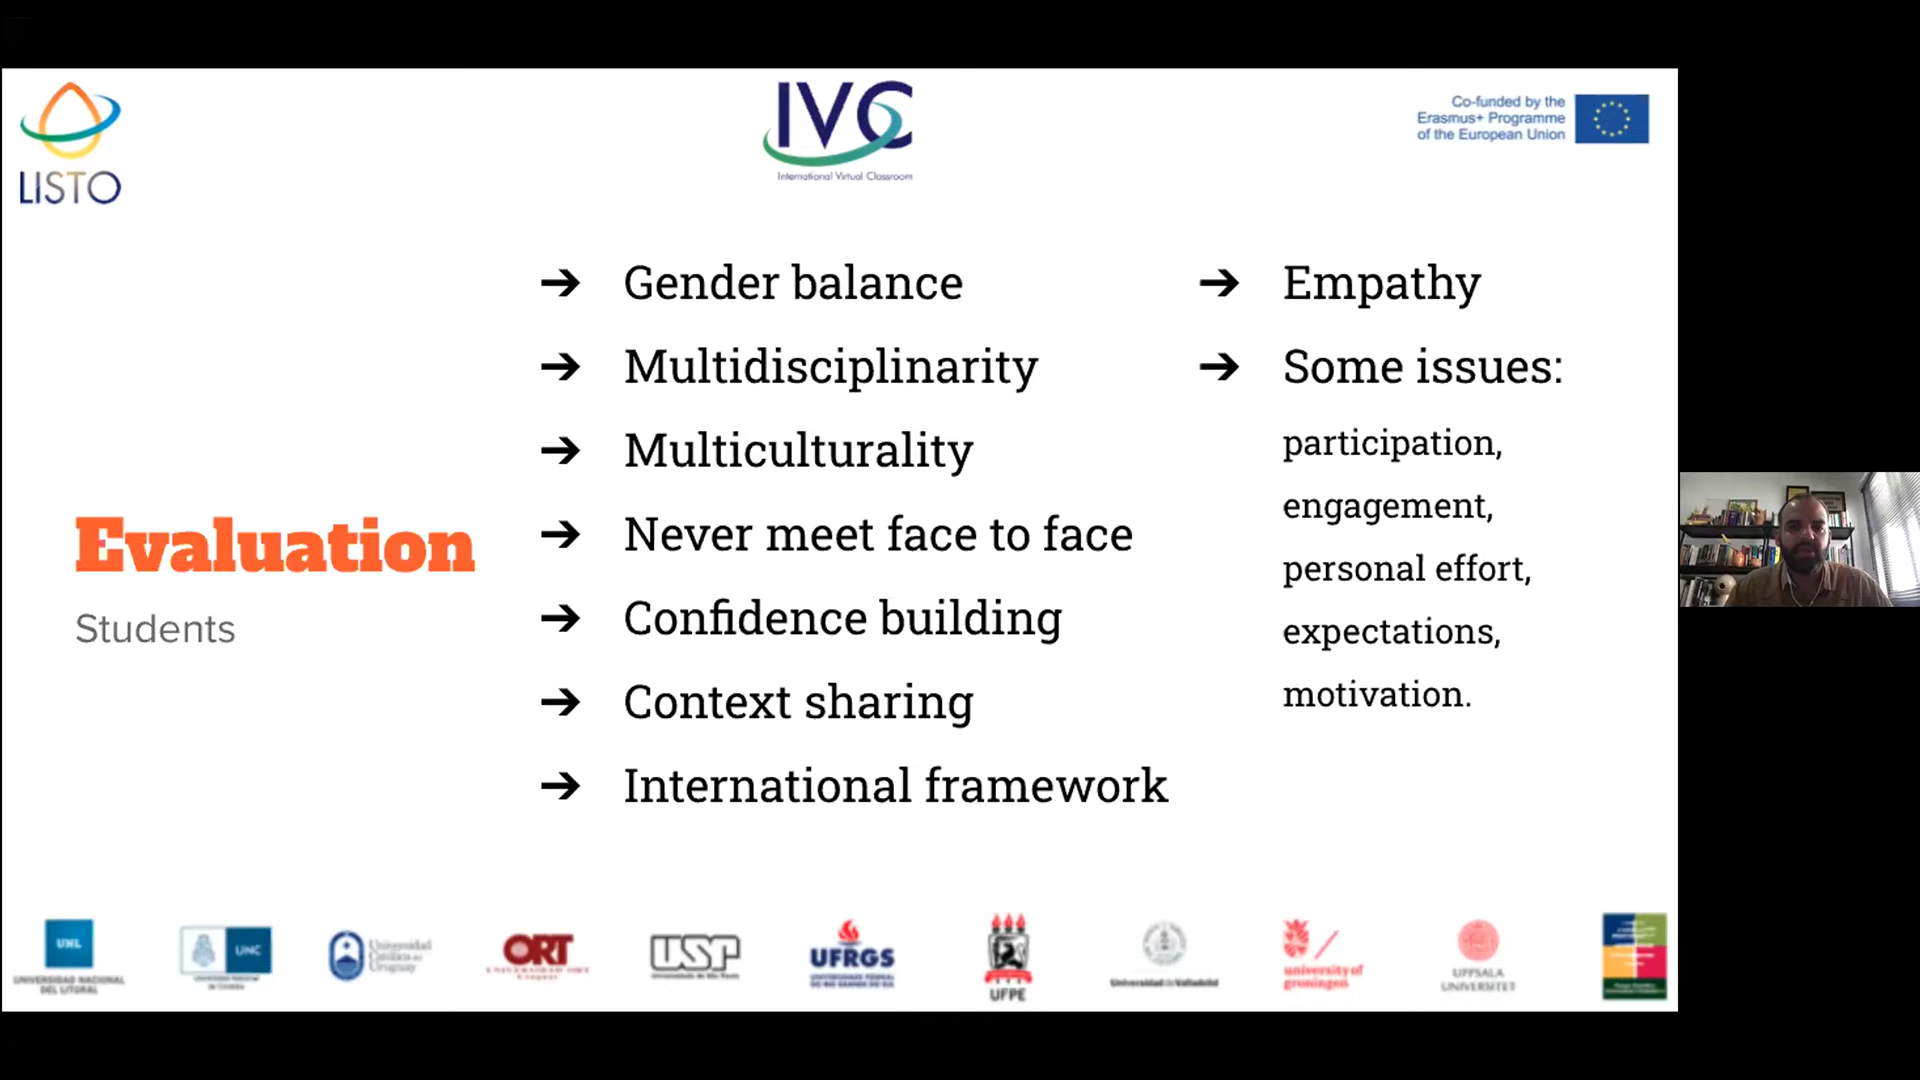 LISTO
IVC
International Virtual Classroom
Co-funded by the
Erasmus+ Programme
of the European Union
Evaluation
Students
➔ Gender balance
➔ Multidisciplinarity
➔ Multiculturality
➔ Never meet face to face
➔ Confidence building
➔ Context sharing
➔ International framework
➔ Empathy
➔ Some issues:
participation,
engagement,
personal effort,
expectations,
motivation.
UNL
UNIVERSIDAD NACIONAL
DEL LITORAL
UNC
Universidad
Católica del
Uruguay
ORT
UNIVERSIDAD ORT
Uruguay
USP
Universidade de São Paulo
UFRGS
UNIVERSIDADE FEDERAL
DO RIO GRANDE DO SUL
UFPE
Universidad de Valladolid
university of
groningen
UPPSALA
UNIVERSITET